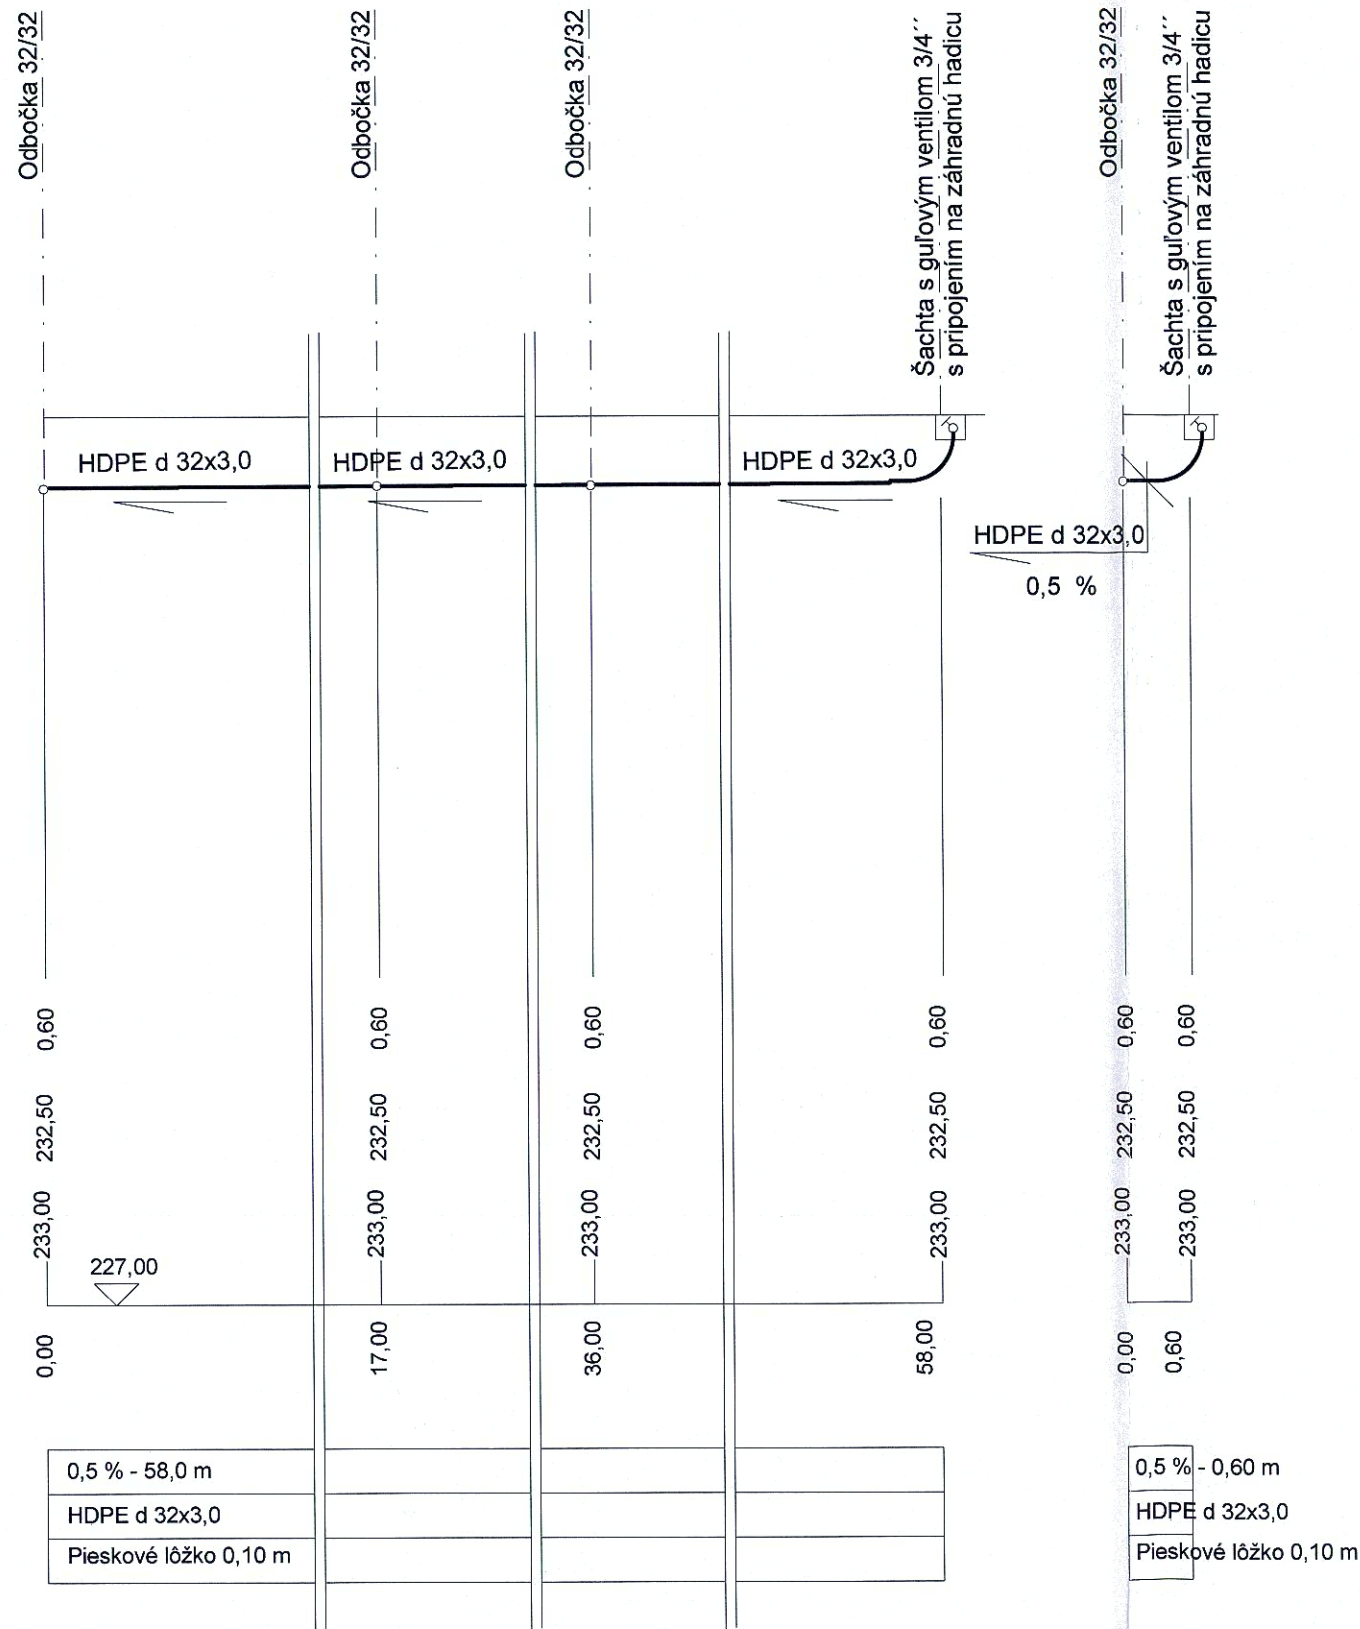 Odbočka 32/32
Odbočka 32/32
Odbočka 32/32
Šachta s guľovým ventilom 3/4´´
s pripojením na záhradnú hadicu
Odbočka 32/32
Šachta s guľovým ventilom 3/4´´
s pripojením na záhradnú hadicu
HDPE d 32x3,0
HDPE d 32x3,0
HDPE d 32x3,0
HDPE d 32x3,0
0,5 %
0,60
0,60
0,60
0,60
0,60
0,60
232,50
232,50
232,50
232,50
232,50
232,50
233,00
233,00
233,00
233,00
233,00
233,00
227,00
0,00
17,00
36,00
58,00
0,00
0,60
0,5 % - 58,0 m
HDPE d 32x3,0
Pieskové lôžko 0,10 m
0,5 % - 0,60 m
HDPE d 32x3,0
Pieskové lôžko 0,10 m